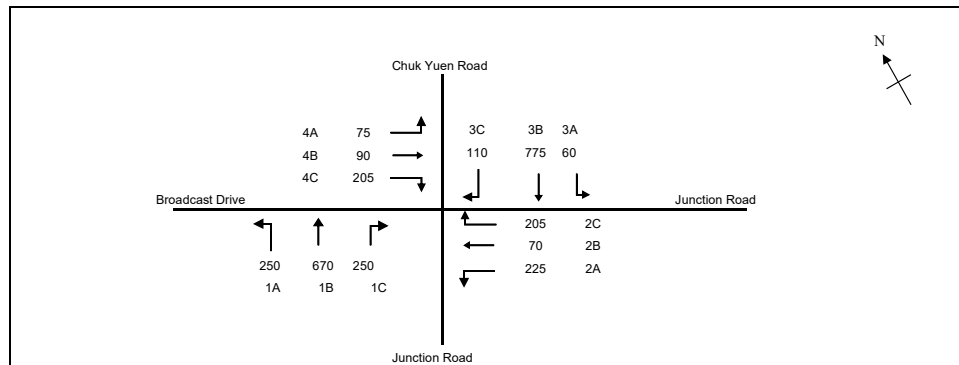 N
Chuk Yuen Road
4A 75 3C 3B 3A
4B 90 110 775 60
4C 205
Broadcast Drive Junction Road
205 2C
70 2B
250 670 250 225 2A
1A 1B 1C
Junction Road